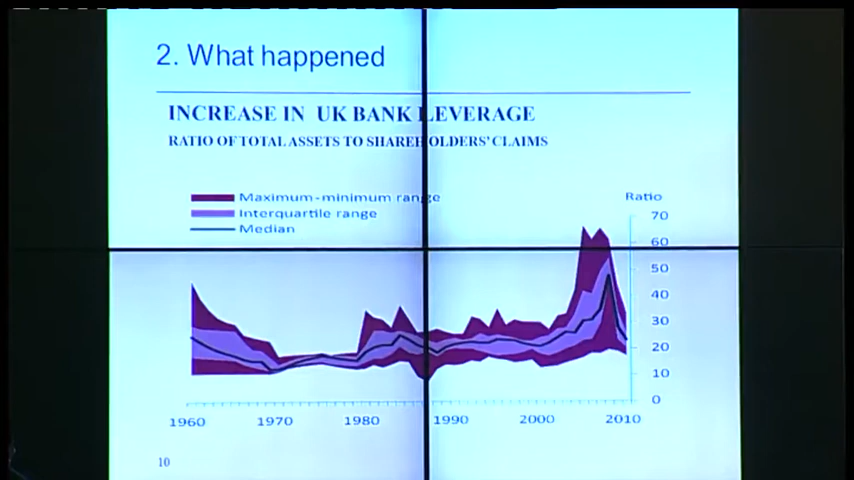 2. What happened
INCREASE IN UK BANK LEVERAGE
RATIO OF TOTAL ASSETS TO SHAREHOLDERS' CLAIMS
Maximum-minimum range
Interquartile range
Median
Ratio
70
60
50
40
30
20
10
0
1960 1970 1980 1990 2000 2010
10